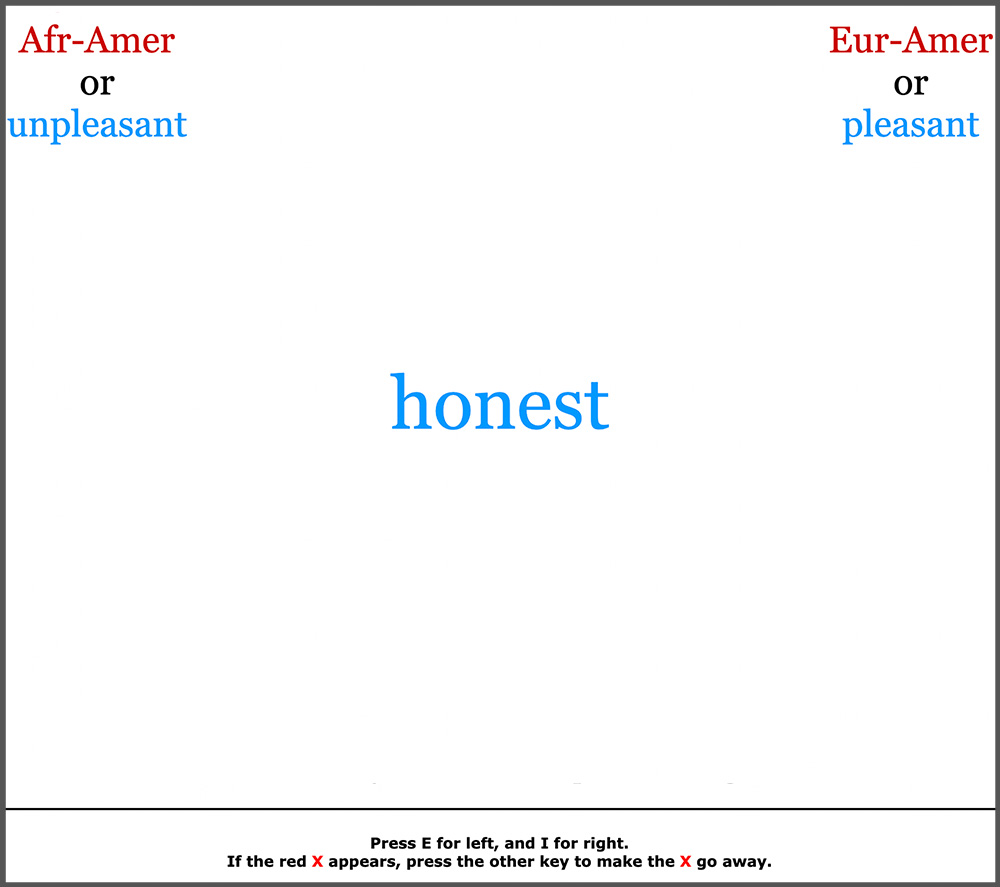 Afr-Amer
or
unpleasant
Eur-Amer
or
pleasant
honest
Press E for left, and I for right.
If the red X appears, press the other key to make the X go away.